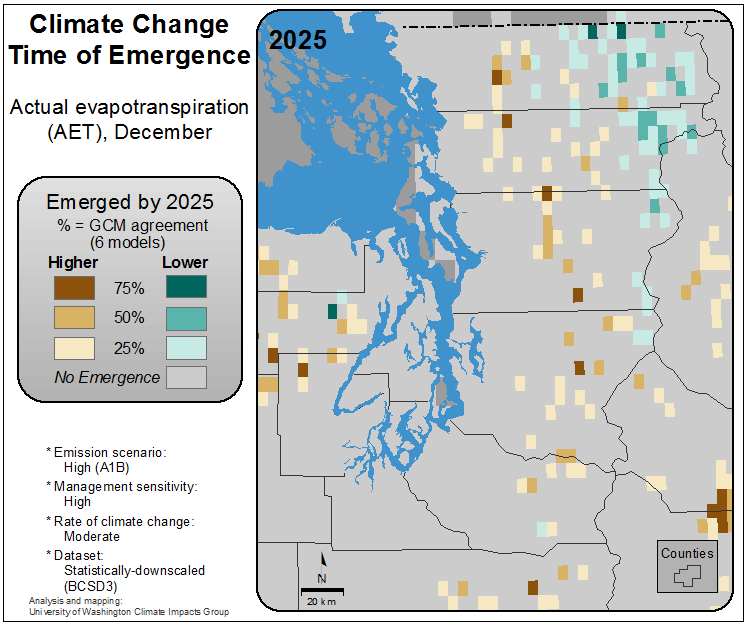 Climate Change
Time of Emergence
Actual evapotranspiration
(AET), December
Emerged by 2025
% = GCM agreement
(6 models)
Higher Lower
75%
50%
25%
No Emergence
* Emission scenario:
High (A1B)
* Management sensitivity:
High
* Rate of climate change:
Moderate
* Dataset:
Statistically-downscaled
(BCSD3)
Analysis and mapping:
University of Washington Climate Impacts Group
2025
N
20 km
Counties